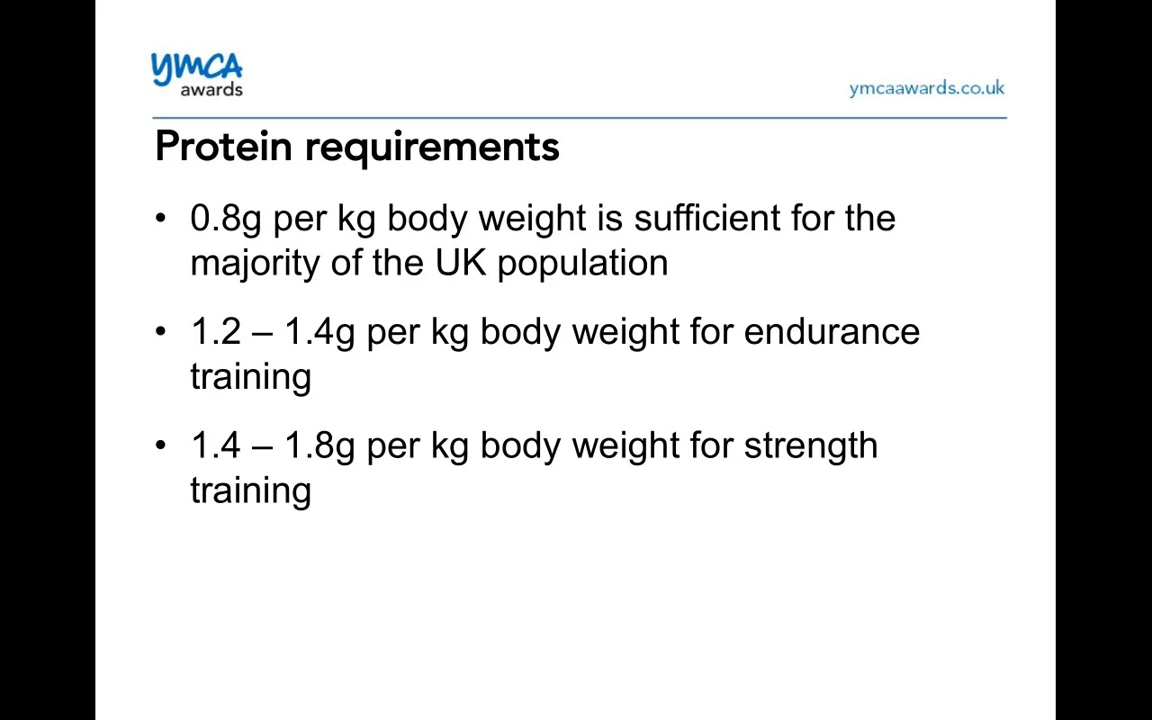 ymca
awards
ymcaawards.co.uk
Protein requirements
• 0.8g per kg body weight is sufficient for the
majority of the UK population
• 1.2 – 1.4g per kg body weight for endurance
training
• 1.4 – 1.8g per kg body weight for strength
training